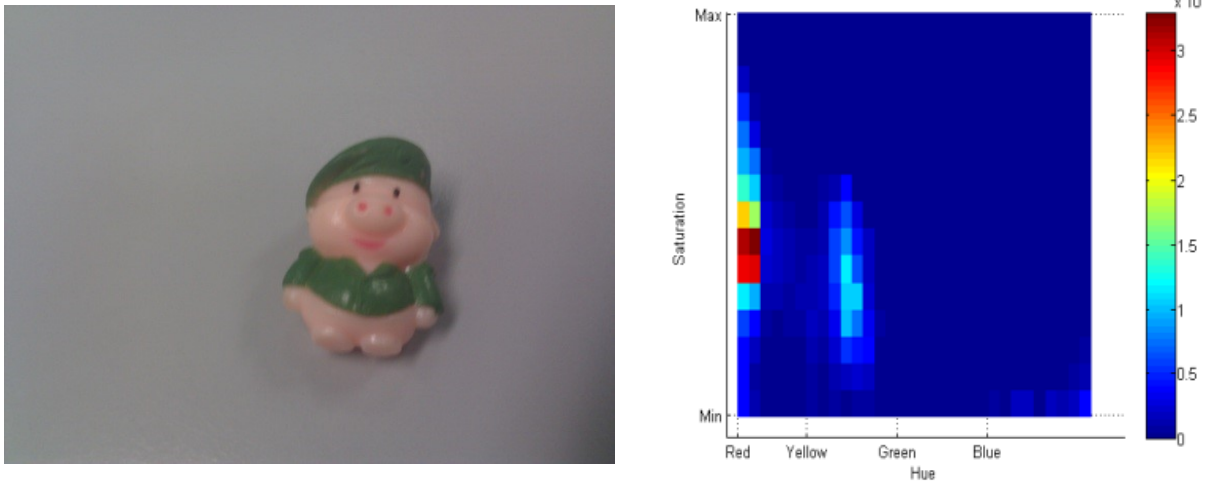 Max
Saturation
Min
Red Yellow Green Blue
Hue
x 10
3
2.5
2
1.5
1
0.5
0